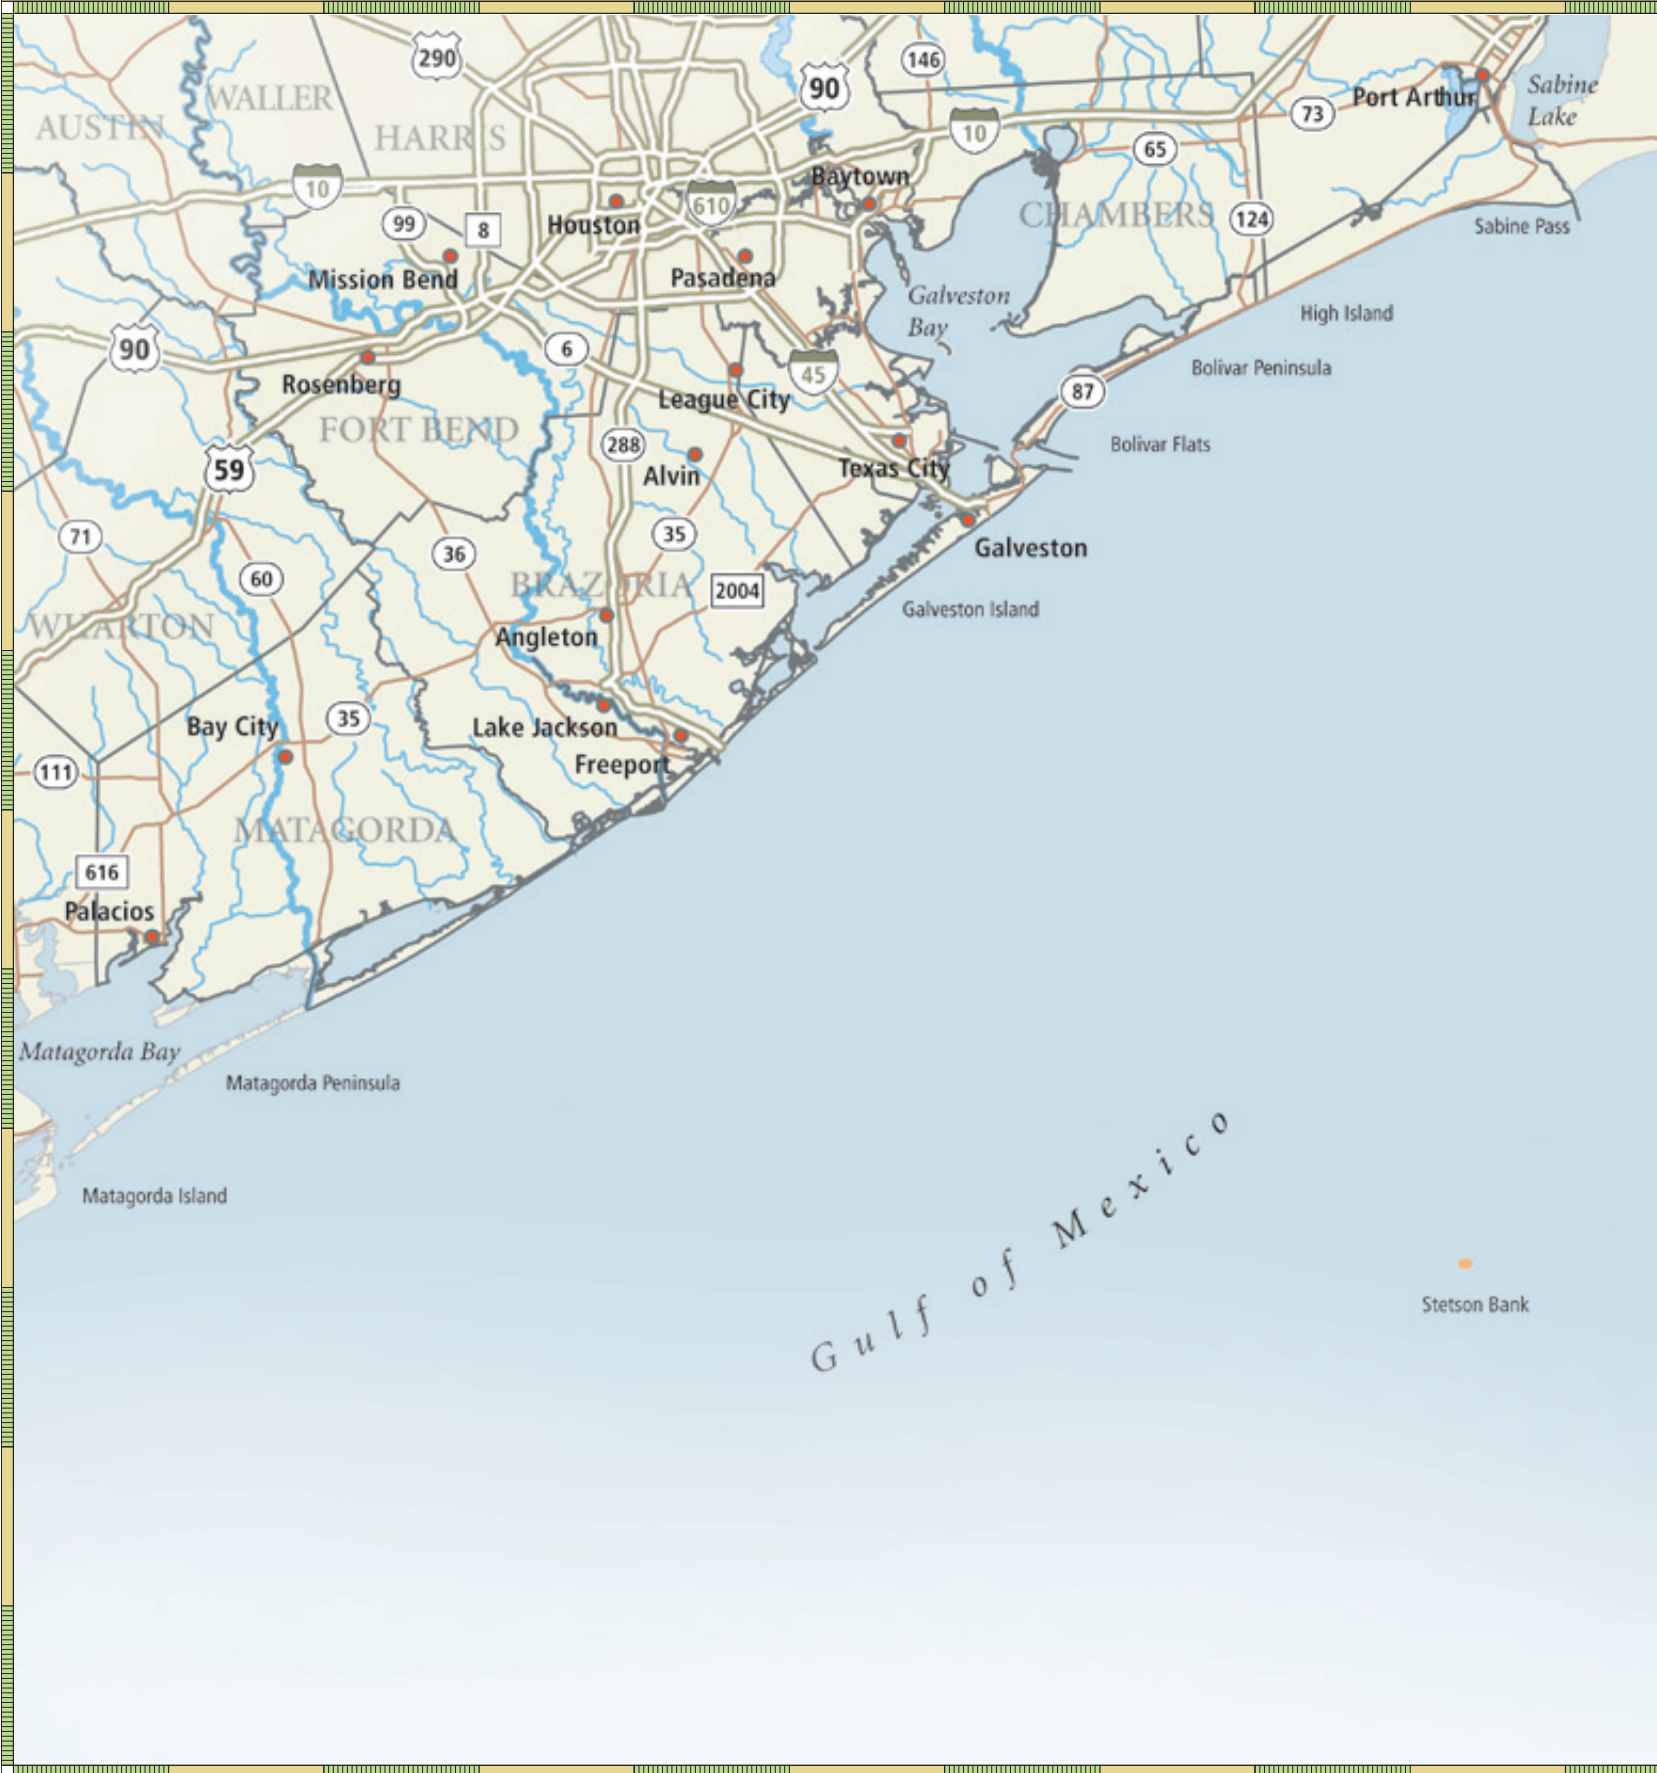 290
90
146
Sabine
Lake
Port Arthur
WALLER
AUSTIN
HARRIS
10
73
65
10
Baytown
610
99
8
Houston
CHAMBERS
124
Sabine Pass
Mission Bend
Pasadena
Galveston
Bay
High Island
90
6
45
Bolivar Peninsula
Rosenberg
League City
87
FORT BEND
288
Bolivar Flats
59
Alvin
Texas City
71
36
35
Galveston
60
BRAZORIA
2004
Galveston Island
WHARTON
Angleton
Bay City
35
Lake Jackson
111
Freeport
MATAGORDA
616
Palacios
Matagorda Bay
Matagorda Peninsula
Matagorda Island
Gulf of Mexico
Stetson Bank